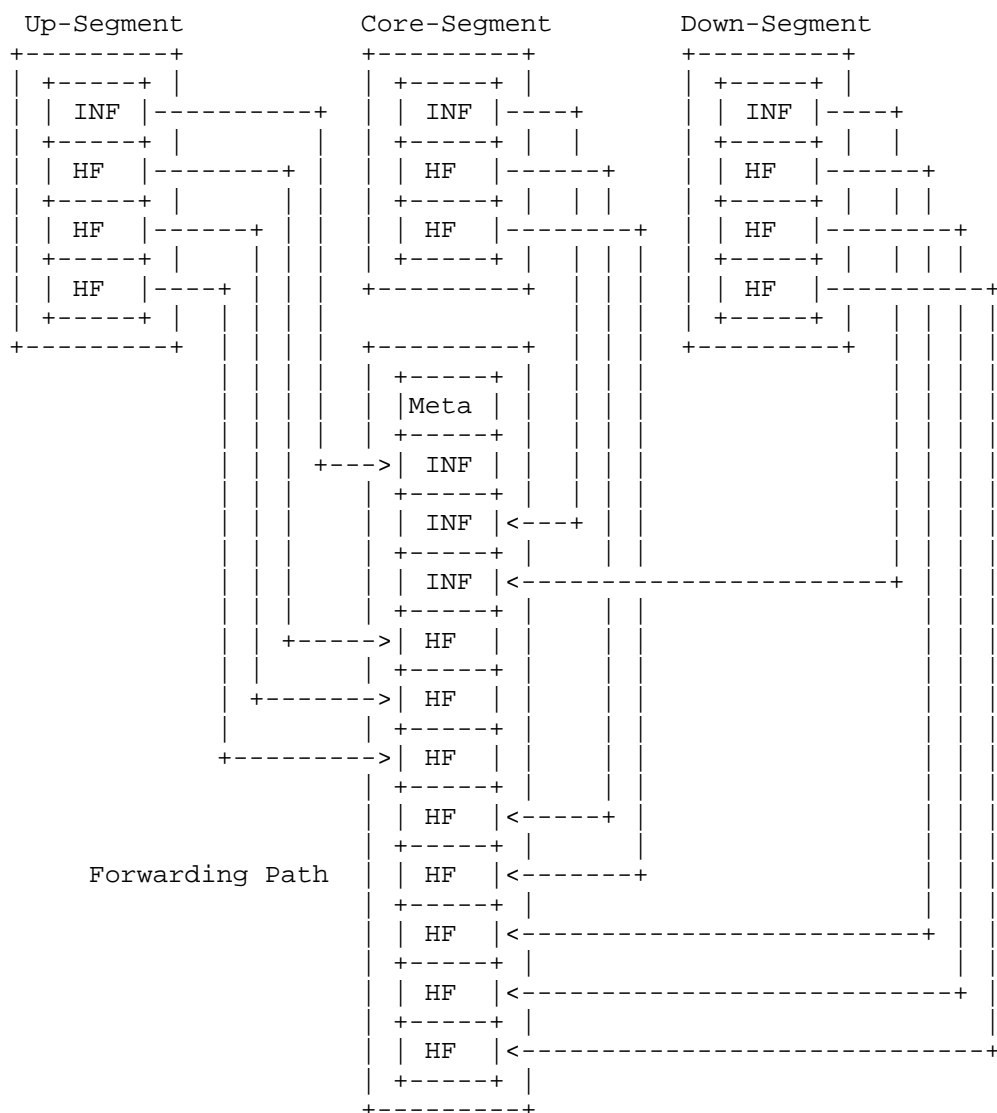 Up-Segment Core-Segment Down-Segment
INF INF INF
HF HF HF
HF HF HF
HF HF
Meta
INF
INF
INF
HF
HF
HF
HF
Forwarding Path HF
HF
HF
HF